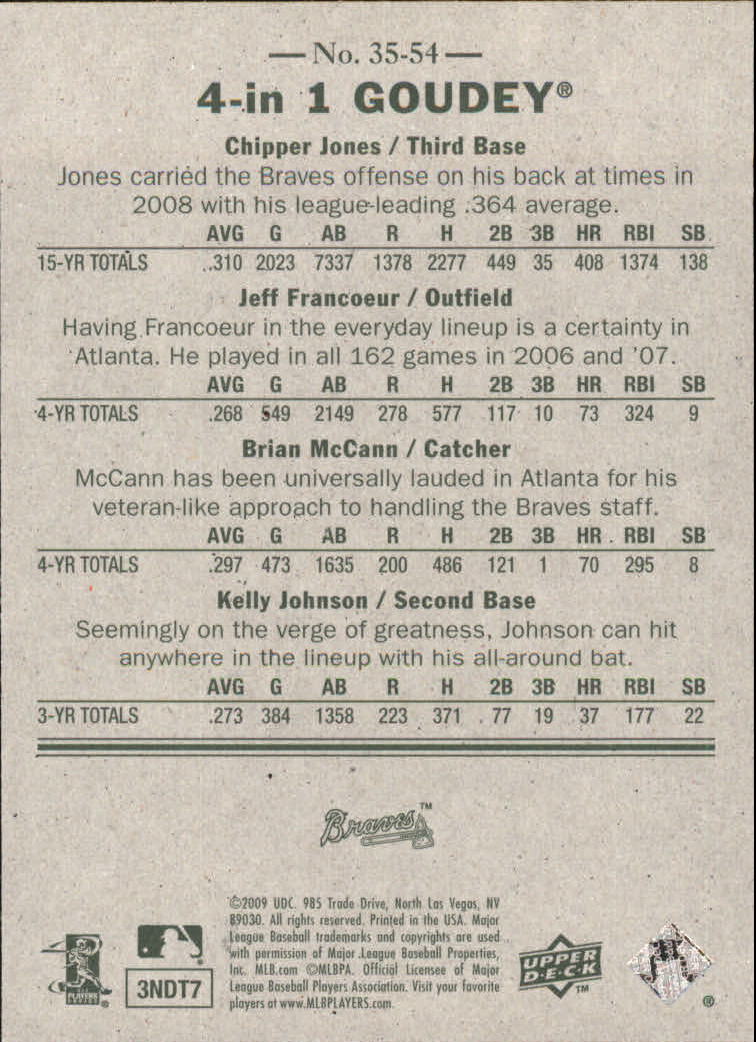 — No. 35-54 —
4-in 1 GOUDEY®
Chipper Jones / Third Base
Jones carried the Braves offense on his back at times in
2008 with his league-leading .364 average.
AVG G AB R H 2B 3B HR RBI SB
15-YR TOTALS .310 2023 7337 1378 2277 449 35 408 1374 138
Jeff Francoeur / Outfield
Having Francoeur in the everyday lineup is a certainty in
Atlanta. He played in all 162 games in 2006 and '07.
AVG G AB R H 2B 3B HR RBI SB
4-YR TOTALS .268 549 2149 278 577 117 10 73 324 9
Brian McCann / Catcher
McCann has been universally lauded in Atlanta for his
veteran-like approach to handling the Braves staff.
AVG G AB R H 2B 3B HR RBI SB
4-YR TOTALS .297 473 1635 200 486 121 1 70 295 8
Kelly Johnson / Second Base
Seemingly on the verge of greatness, Johnson can hit
anywhere in the lineup with his all-around bat.
AVG G AB R H 2B 3B HR RBI SB
3-YR TOTALS .273 384 1358 223 371 77 19 37 177 22
Braves™
©2009 UDC. 985 Trade Drive, North Las Vegas, NV
89030. All rights reserved. Printed in the USA. Major
League Baseball trademarks and copyrights are used
with permission of Major League Baseball Properties,
Inc. MLB.com ©MLBPA. Official Licensee of Major
League Baseball Players Association. Visit your favorite
players at www.MLBPLAYERS.com.
PLAYERS
®
3NDT7
UPPER
DECK
™
®